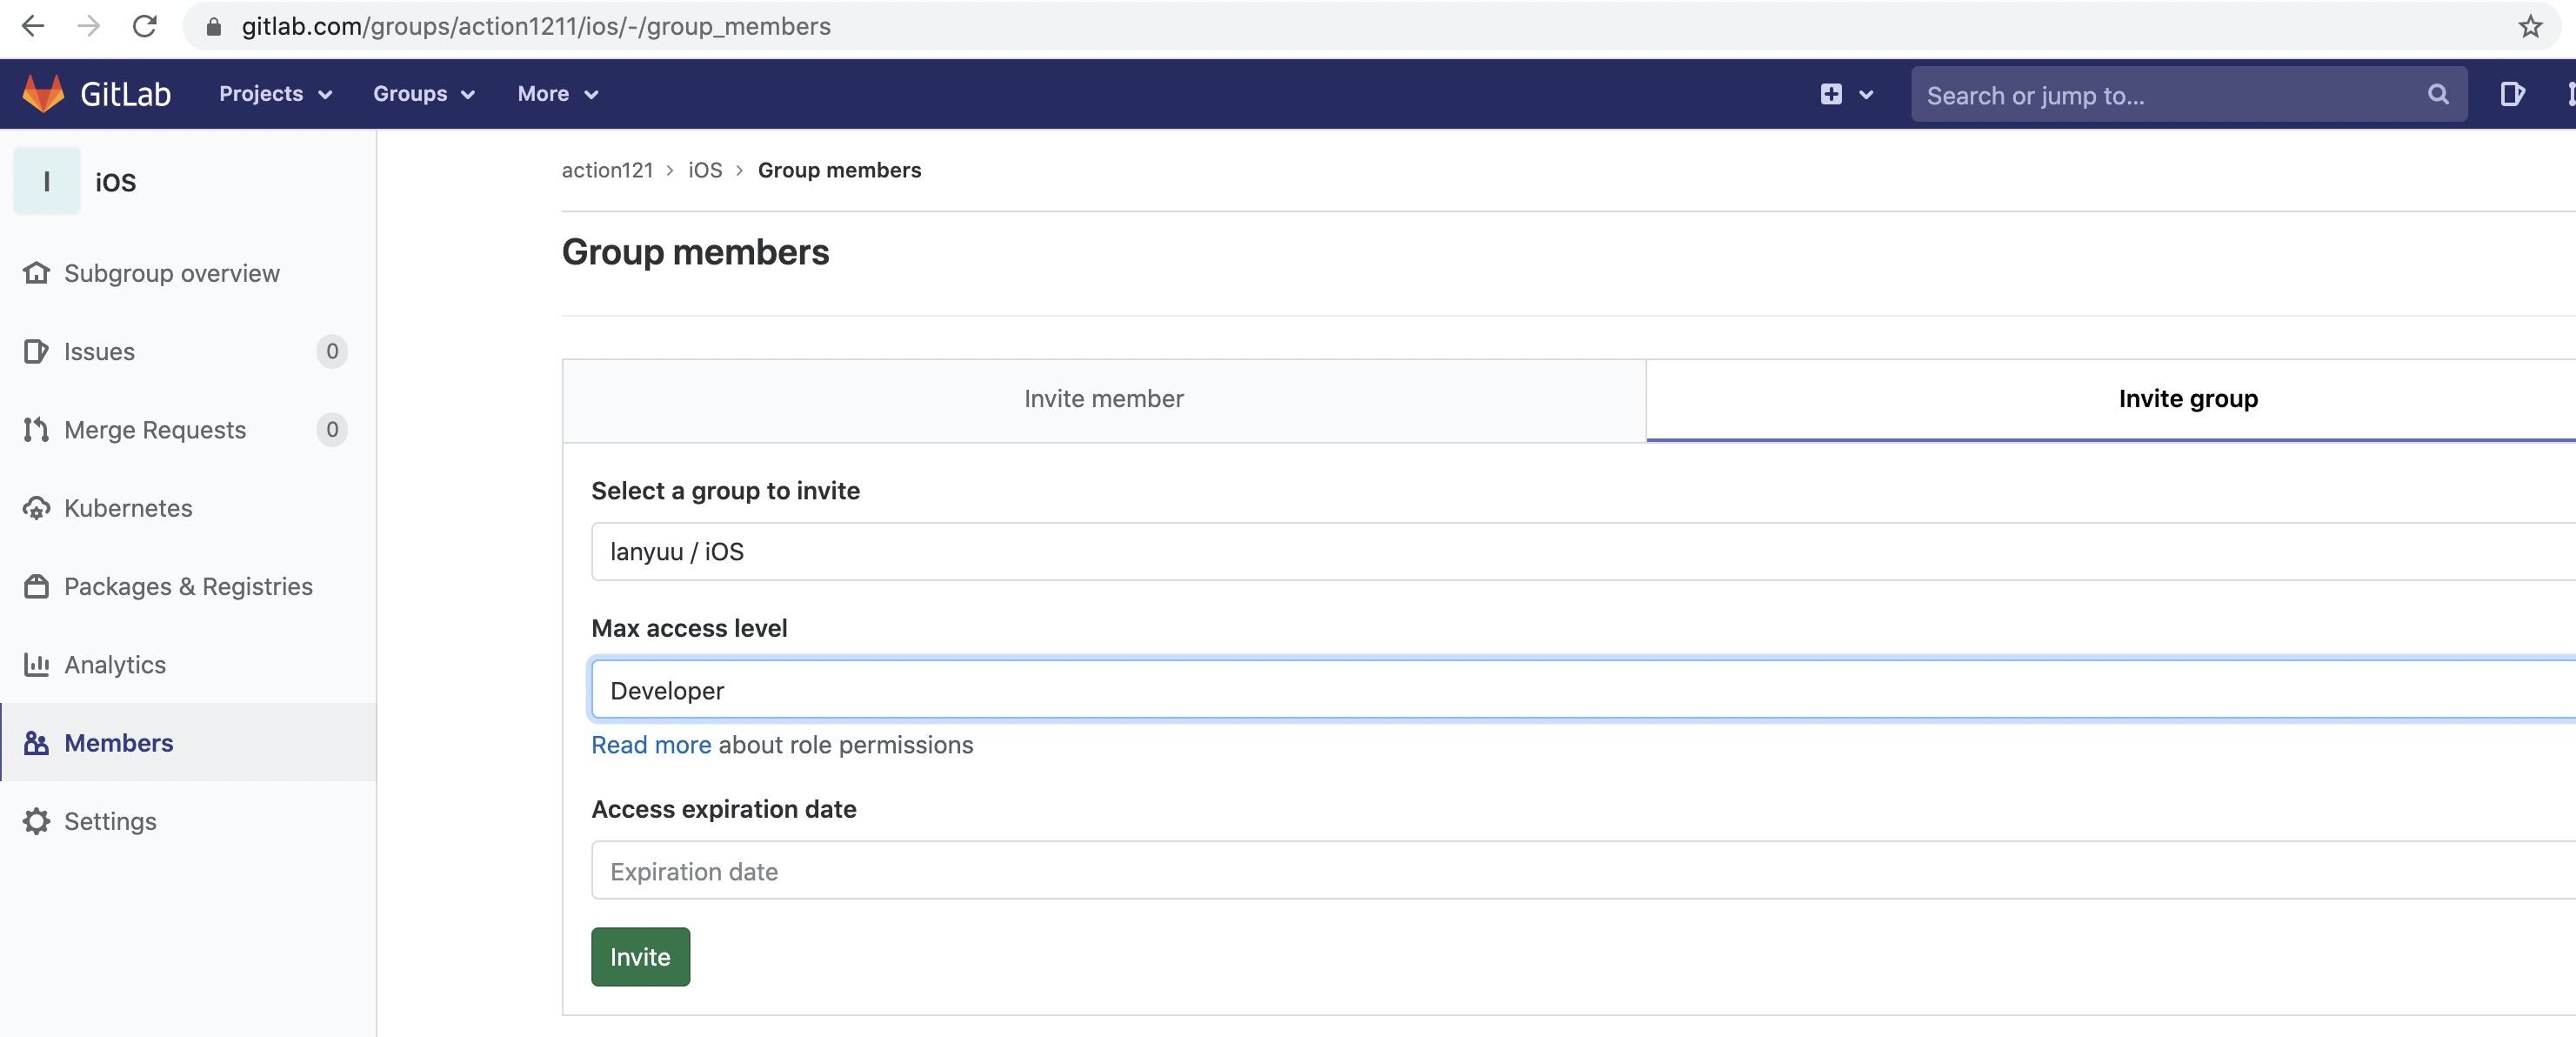 gitlab.com/groups/action1211/ios/-/group_members
GitLab Projects Groups More Search or jump to...
I iOS
Subgroup overview
Issues 0
Merge Requests 0
Kubernetes
Packages & Registries
Analytics
Members
Settings
action121 > iOS > Group members
Group members
Invite member Invite group
Select a group to invite
lanyuu / iOS
Max access level
Developer
Read more about role permissions
Access expiration date
Expiration date
Invite